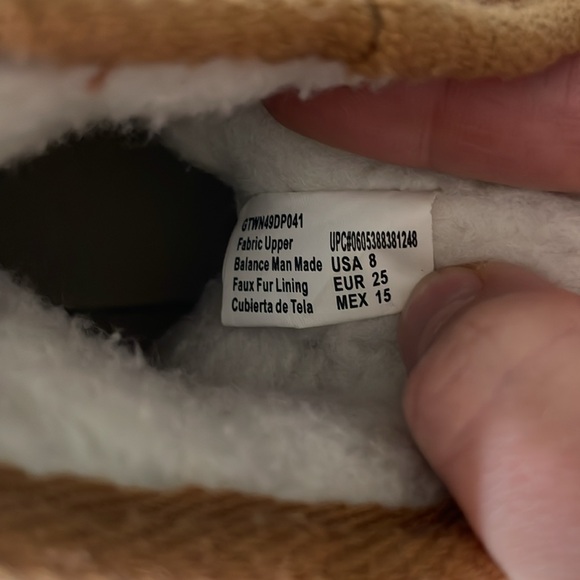 GTWN49DP041
Fabric Upper
Balance Man Made
Faux Fur Lining
Cubierta de Tela
UPC#0605388381248
USA 8
EUR 25
MEX 15